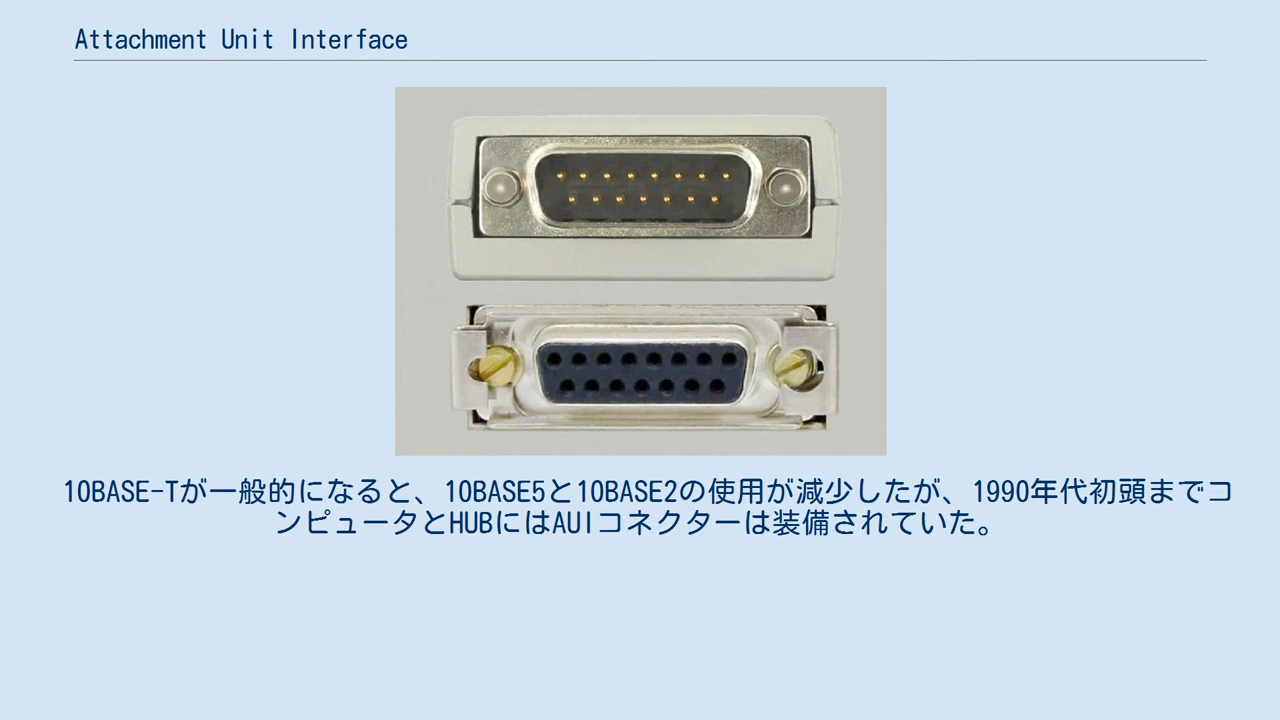 Attachment Unit Interface
10BASE-Tが一般的になると、10BASE5と10BASE2の使用が減少したが、1990年代初頭までコ
ンピュータとHUBにはAUIコネクターは装備されていた。